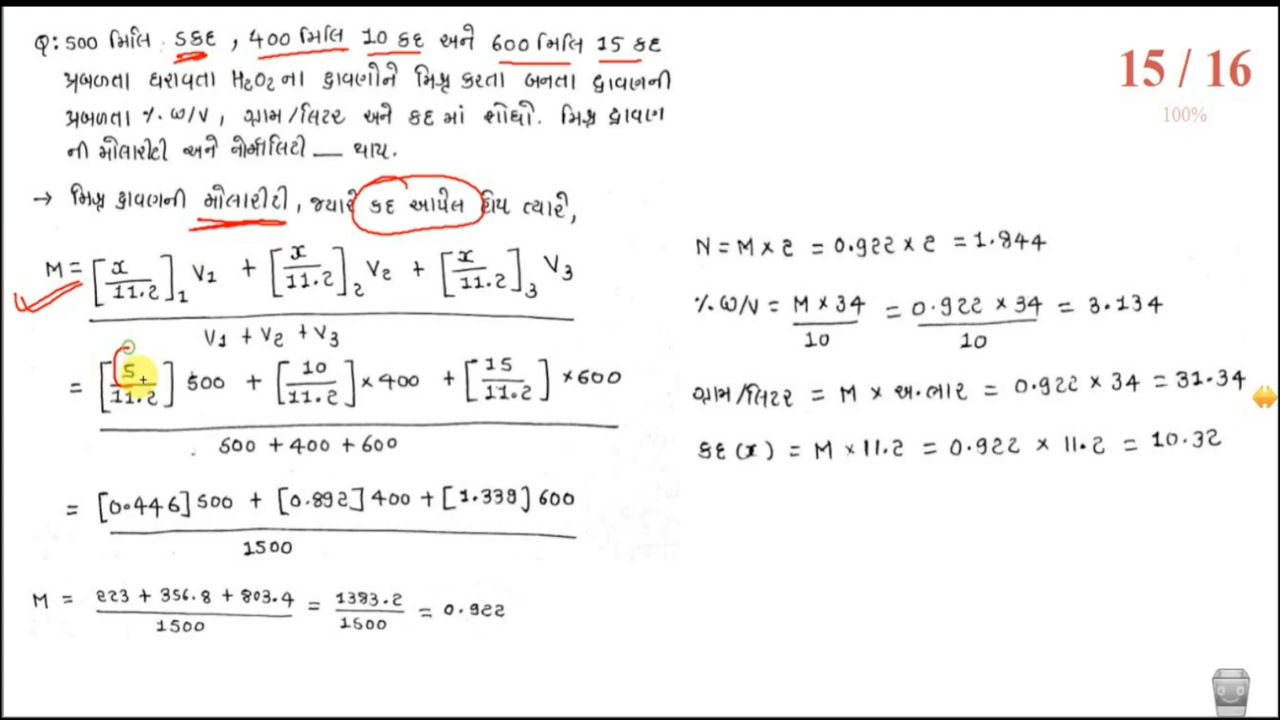 Q: 500 મિલિ 5કદ, 400 મિલિ 10 કદ અને 600 મિલિ 15 કદ
પ્રબળતા ધરાવતા H₂O₂ ના દ્રાવણોને મિશ્ર કરતા બનતા દ્રાવણની
પ્રબળતા %. W/V, ગ્રામ/લિટર અને કદ માં શોધો. મિશ્ર દ્રાવણ
ની મોલારીટી અને નોર્માલિટી __ થાય.
→ મિશ્ર દ્રાવણની મોલારીટી, જ્યારે કદ આપેલ હોય ત્યારે,
M = [x/11.2]₁ V₁ + [x/11.2]₂ V₂ + [x/11.2]₃ V₃
V₁ + V₂ + V₃
= [5/11.2] 500 + [10/11.2] × 400 + [15/11.2] × 600
500 + 400 + 600
= [0.446] 500 + [0.892] 400 + [1.339] 600
1500
M = 223 + 356.8 + 803.4 / 1500 = 1383.2 / 1500 = 0.922
15 / 16
100%
N = M × 2 = 0.922 × 2 = 1.844
%. W/V = M × 34 / 10 = 0.922 × 34 / 10 = 3.134
ગ્રામ/લિટર = M × અ.ભાર = 0.922 × 34 = 31.34
કદ (x) = M × 11.2 = 0.922 × 11.2 = 10.32